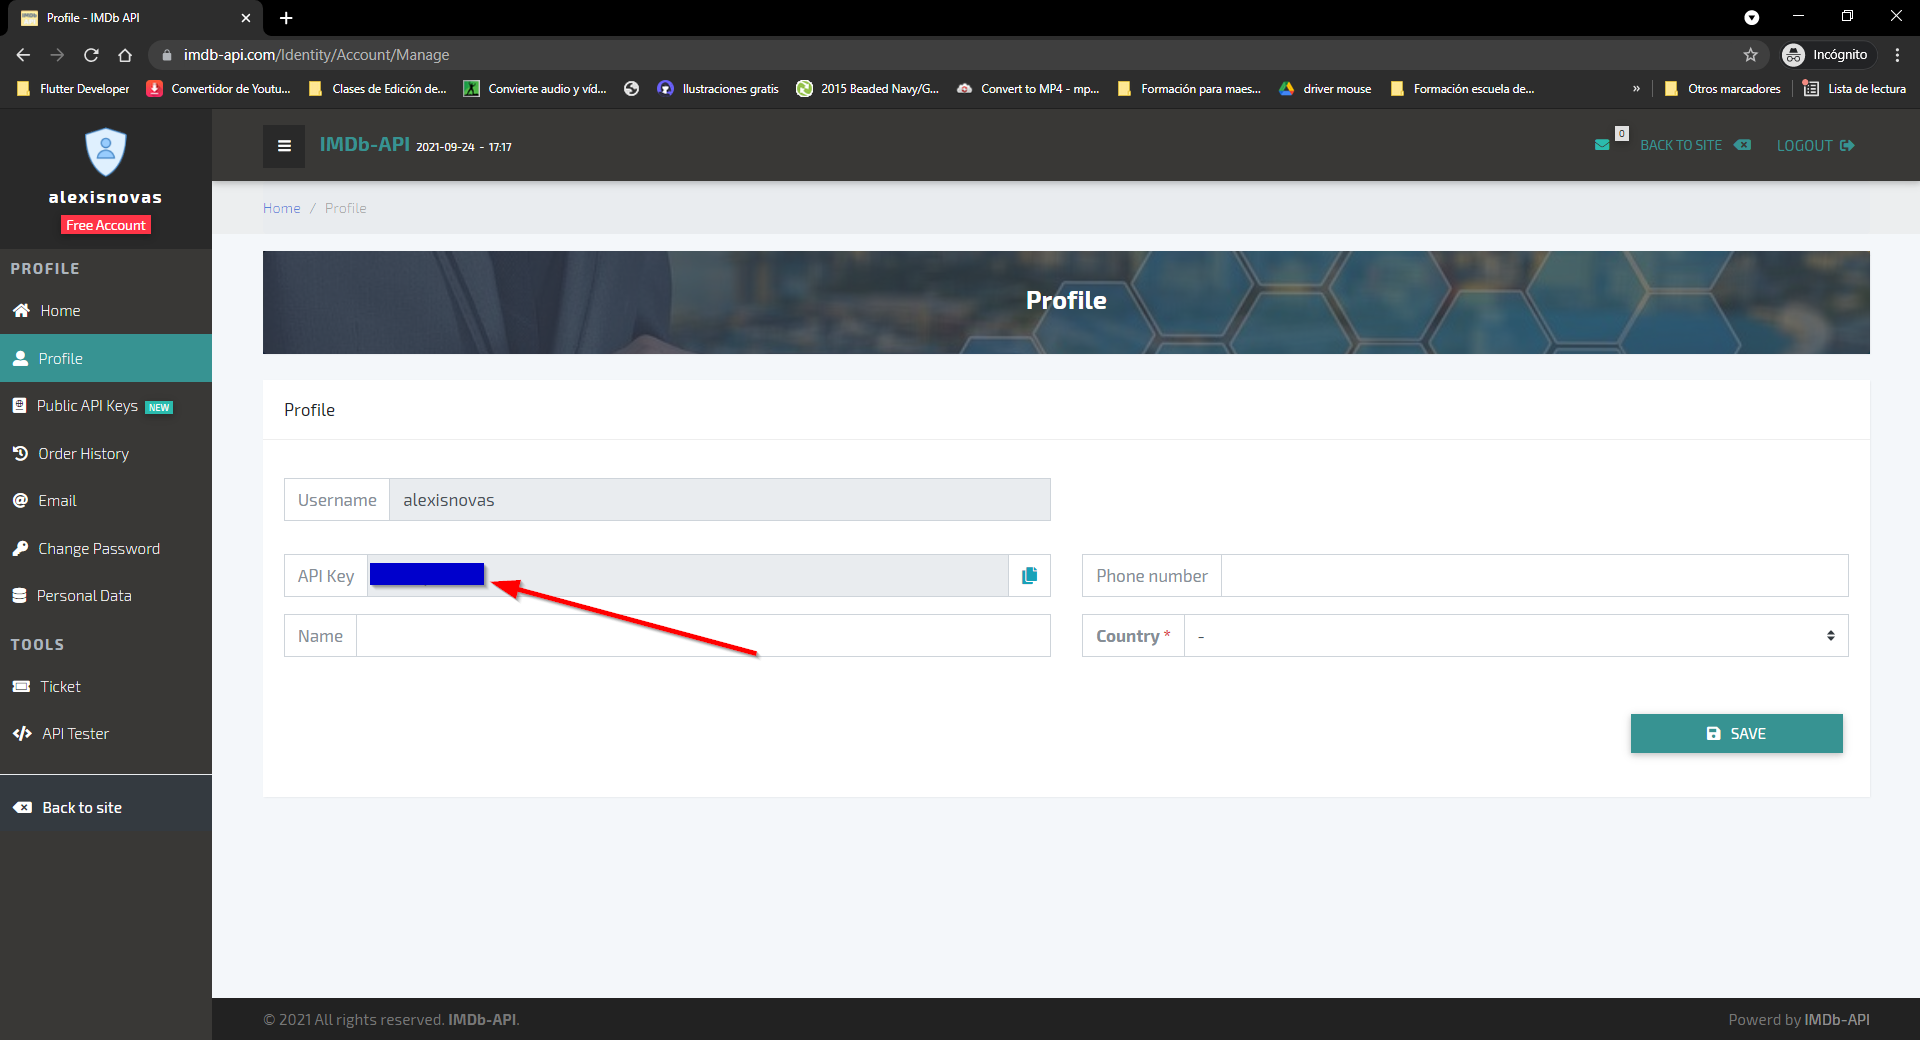 Profile - IMDb API
imdb-api.com/Identity/Account/Manage
Incógnito
Flutter Developer
Convertidor de Youtu...
Clases de Edición de...
Convierte audio y víd...
Ilustraciones gratis
2015 Beaded Navy/G...
Convert to MP4 - mp...
Formación para maes...
driver mouse
Formación escuela de...
»
Otros marcadores
Lista de lectura
alexisnovas
Free Account
PROFILE
Home
Profile
Public API Keys NEW
Order History
Email
Change Password
Personal Data
TOOLS
Ticket
API Tester
Back to site
IMDb-API 2021-09-24 - 17:17
0
BACK TO SITE
LOGOUT
Home / Profile
Profile
Profile
Username alexisnovas
API Key
Phone number
Name
Country * -
SAVE
© 2021 All rights reserved. IMDb-API.
Powerd by IMDb-API